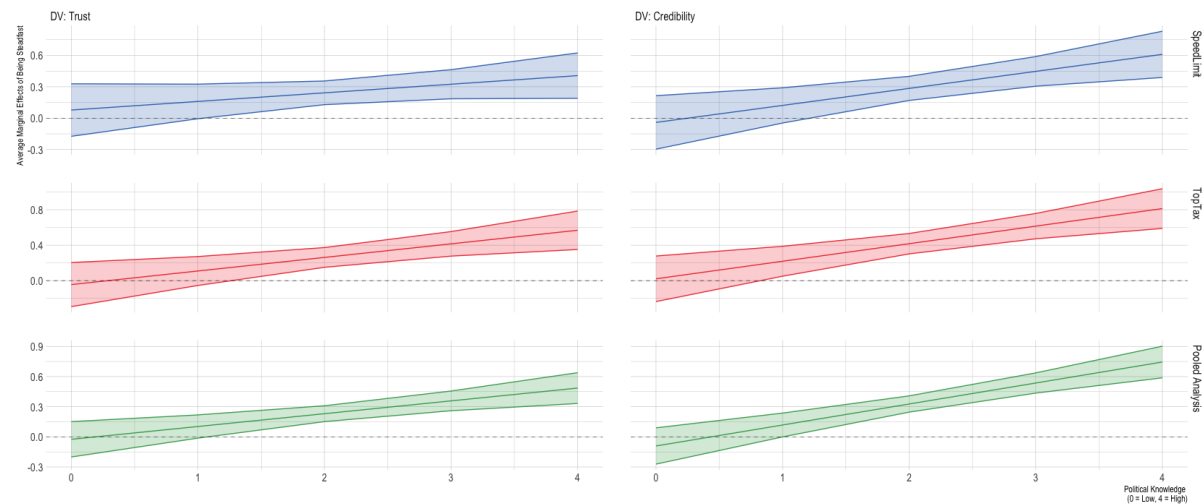 DV: Trust
DV: Credibility
Average Marginal Effects of Being Steadfast
0.6
0.3
0.0
-0.3
SpeedLimit
0.8
0.4
0.0
TopTax
0.9
0.6
0.3
0.0
-0.3
Pooled Analysis
0 1 2 3 4
0 1 2 3 4
Political Knowledge
(0 = Low, 4 = High)